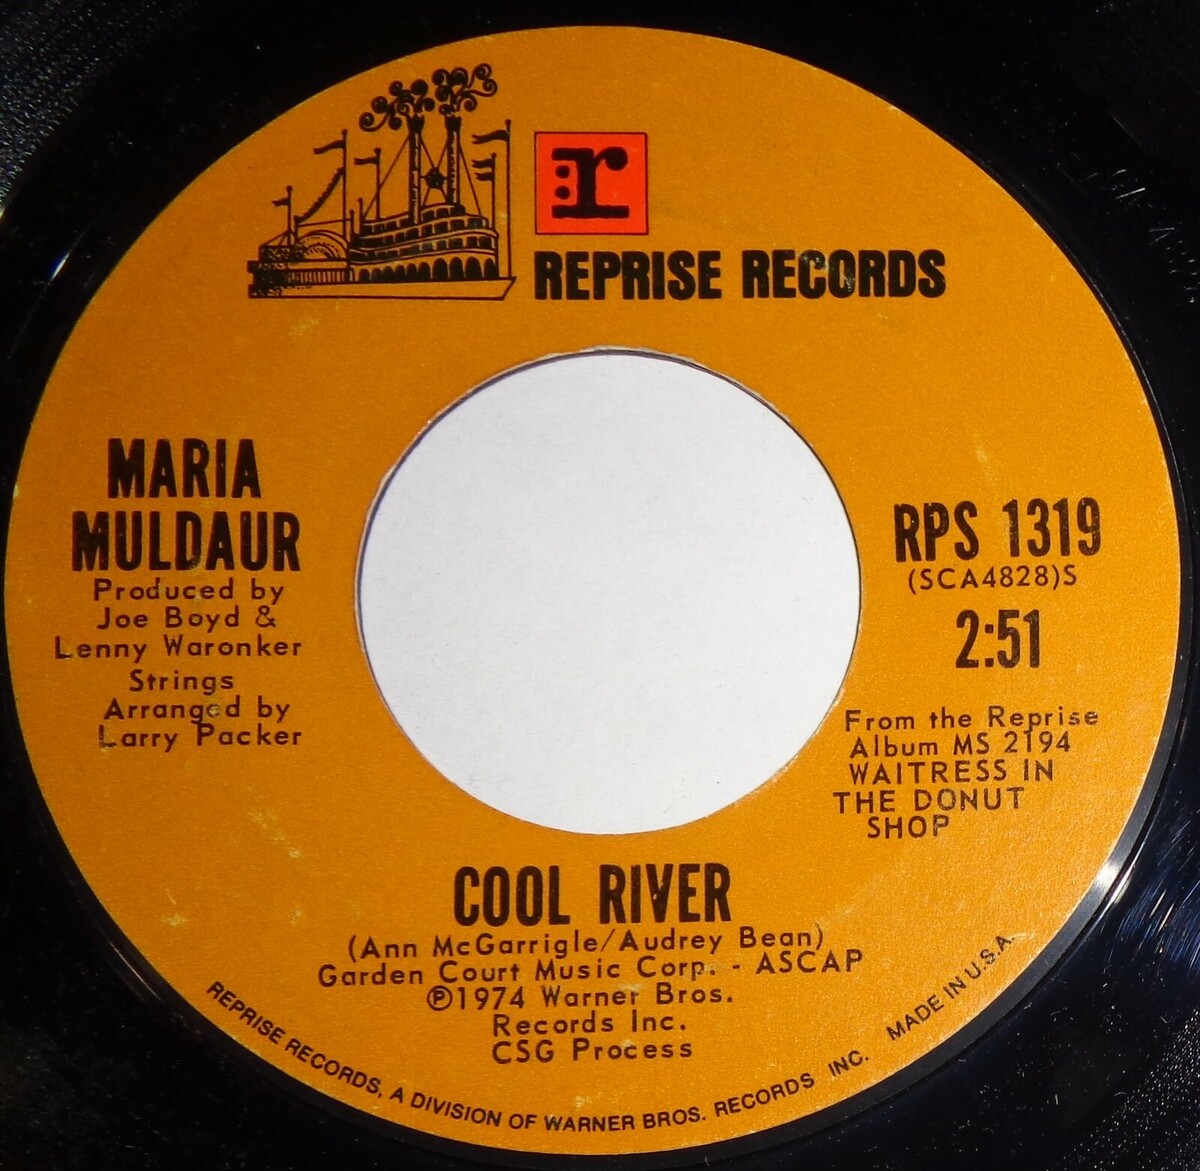 r
REPRISE RECORDS
MARIA
MULDAUR
Produced by
Joe Boyd &
Lenny Waronker
Strings
Arranged by
Larry Packer
RPS 1319
(SCA4828)S
2:51
From the Reprise
Album MS 2194
WAITRESS IN
THE DONUT
SHOP
COOL RIVER
(Ann McGarrigle/Audrey Bean)
Garden Court Music Corp. - ASCAP
℗1974 Warner Bros.
Records Inc.
CSG Process
REPRISE RECORDS, A DIVISION OF WARNER BROS. RECORDS INC. MADE IN U.S.A.